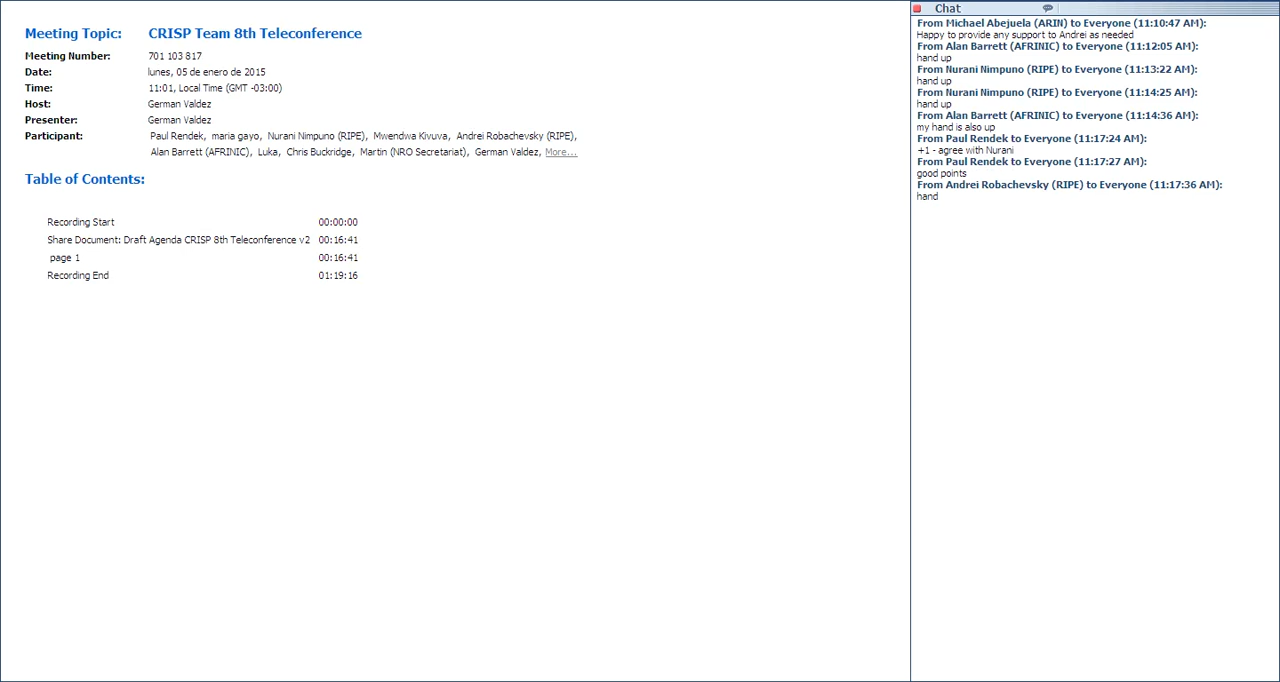 Meeting Topic: CRISP Team 8th Teleconference
Meeting Number: 701 103 817
Date: lunes, 05 de enero de 2015
Time: 11:01, Local Time (GMT -03:00)
Host: German Valdez
Presenter: German Valdez
Participant: Paul Rendek, maria gayo, Nurani Nimpuno (RIPE), Mwendwa Kivuva, Andrei Robachevsky (RIPE),
Alan Barrett (AFRINIC), Luka, Chris Buckridge, Martin (NRO Secretariat), German Valdez, More...
Table of Contents:
Recording Start 00:00:00
Share Document: Draft Agenda CRISP 8th Teleconference v2 00:16:41
page 1 00:16:41
Recording End 01:19:16
Chat
From Michael Abejuela (ARIN) to Everyone (11:10:47 AM):
Happy to provide any support to Andrei as needed
From Alan Barrett (AFRINIC) to Everyone (11:12:05 AM):
hand up
From Nurani Nimpuno (RIPE) to Everyone (11:13:22 AM):
hand up
From Nurani Nimpuno (RIPE) to Everyone (11:14:25 AM):
hand up
From Alan Barrett (AFRINIC) to Everyone (11:14:36 AM):
my hand is also up
From Paul Rendek to Everyone (11:17:24 AM):
+1 - agree with Nurani
From Paul Rendek to Everyone (11:17:27 AM):
good points
From Andrei Robachevsky (RIPE) to Everyone (11:17:36 AM):
hand